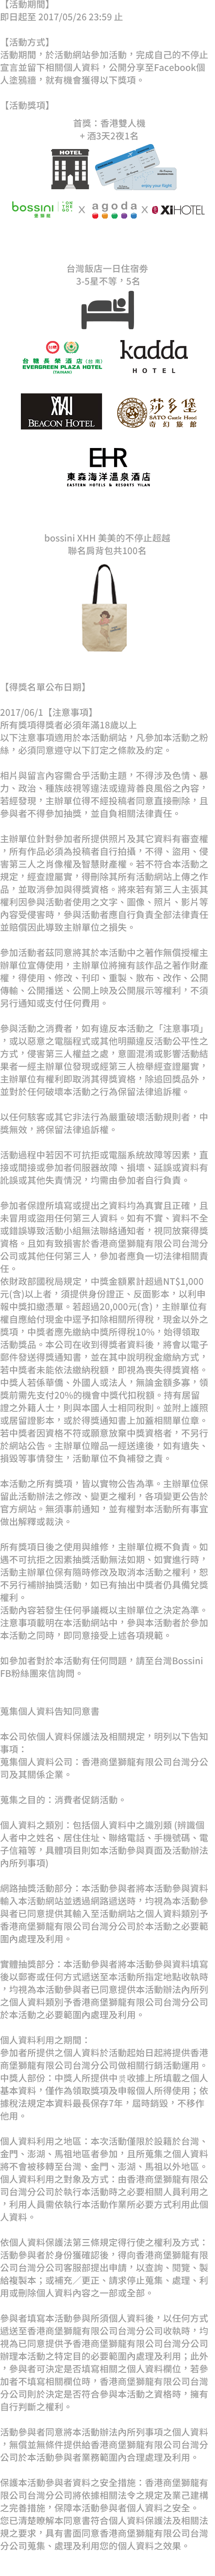 【活動期間】
即日起至 2017/05/26 23:59 止
【活動方式】
活動期間，於活動網站參加活動，完成自己的不停止
宣言並留下相關個人資料，公開分享至Facebook個
人塗鴉牆，就有機會獲得以下獎項。
【活動獎項】
首獎：香港雙人機
+ 酒3天2夜1名
HOTEL
enjoy your flight
bossini X agoda X XiHOTEL
堡獅龍
台灣飯店一日住宿劵
3-5星不等，5名
台糖長榮酒店(台南)
EVERGREEN PLAZA HOTEL
(TAINAN)
kadda
HOTEL
BEACON HOTEL
莎多堡
SATO Castle Hotel
奇幻旅館
EHR
東森海洋溫泉酒店
EASTERN HOTELS & RESORTS YILAN
bossini XHH 美美的不停止超越
聯名肩背包共100名
【得獎名單公布日期】
2017/06/1【注意事項】
所有獎項得獎者必須年滿18歲以上
以下注意事項適用於本活動網站，凡參加本活動之粉
絲，必須同意遵守以下訂定之條款及約定。
相片與留言內容需合乎活動主題，不得涉及色情、暴
力、政治、種族歧視等違法或違背善良風俗之內容，
若經發現，主辦單位得不經投稿者同意直接刪除，且
參與者不得參加抽獎，並自負相關法律責任。
主辦單位針對參加者所提供照片及其它資料有審查權
，所有作品必須為投稿者自行拍攝，不得、盜用、侵
害第三人之肖像權及智慧財產權。若不符合本活動之
規定，經查證屬實，得刪除其所有活動網站上傳之作
品，並取消參加與得獎資格。將來若有第三人主張其
權利因參與活動者使用之文字、圖像、照片、影片等
內容受侵害時，參與活動者應自行負責全部法律責任
並賠償因此導致主辦單位之損失。
參加活動者茲同意將其於本活動中之著作無償授權主
辦單位宣傳使用，主辦單位將擁有該作品之著作財產
權，得使用、修改、刊印、重製、散布、改作、公開
傳輸、公開播送、公開上映及公開展示等權利，不須
另行通知或支付任何費用。
參與活動之消費者，如有違反本活動之「注意事項」
，或以惡意之電腦程式或其他明顯違反活動公平性之
方式，侵害第三人權益之處，意圖混淆或影響活動結
果者一經主辦單位發現或經第三人檢舉經查證屬實，
主辦單位有權利即取消其得獎資格，除追回獎品外，
並對於任何破壞本活動之行為保留法律追訴權。
以任何駭客或其它非法行為嚴重破壞活動規則者，中
獎無效，將保留法律追訴權。
活動過程中若因不可抗拒或電腦系統故障等因素，直
接或間接或參加者伺服器故障、損壞、延誤或資料有
訛誤或其他失責情況，均需由參加者自行負責。
參加者保證所填寫或提出之資料均為真實且正確，且
未冒用或盜用任何第三人資料。如有不實、資料不全
或錯誤導致活動小組無法聯絡通知者，視同放棄得獎
資格。且如有致損害於香港商堡獅龍有限公司台灣分
公司或其他任何第三人，參加者應負一切法律相關責
任。
依財政部國稅局規定，中獎金額累計超過NT$1,000
元(含)以上者，須提供身份證正、反面影本，以利申
報中獎扣繳憑單。若超過20,000元(含)，主辦單位有
權自應給付現金中逕予扣除相關所得稅，現金以外之
獎項，中獎者應先繳納中獎所得稅10%，始得領取
活動獎品。本公司在收到得獎者資料後，將會以電子
郵件發送得獎通知書，並在其中說明稅金繳納方式，
若中獎者未能依法繳納稅額，即視為喪失得獎資格。
中獎人若係華僑、外國人或法人，無論金額多寡，領
獎前需先支付20%的機會中獎代扣稅額。持有居留
證之外籍人士，則與本國人士相同稅則。並附上護照
或居留證影本，或於得獎通知書上加蓋相關單位章。
若中獎者因資格不符或願意放棄中獎資格者，不另行
於網站公告。主辦單位贈品一經送達後，如有遺失、
損毀等事情發生，活動單位不負補發之責。
本活動之所有獎項，皆以實物公告為準。主辦單位保
留此活動辦法之修改、變更之權利，各項變更公告於
官方網站。無須事前通知，並有權對本活動所有事宜
做出解釋或裁決。
所有獎項日後之使用與維修，主辦單位概不負責。如
遇不可抗拒之因素抽獎活動無法如期、如實進行時，
活動主辦單位保有隨時修改及取消本活動之權利，恕
不另行補辦抽獎活動，如已有抽出中獎者仍具備兌獎
權利。
活動內容若發生任何爭議概以主辦單位之決定為準。
注意事項載明在本活動網站中，參與本活動者於參加
本活動之同時，即同意接受上述各項規範。
如參加者對於本活動有任何問題，請至台灣Bossini
FB粉絲團來信詢問。
蒐集個人資料告知同意書
本公司依個人資料保護法及相關規定，明列以下告知
事項：
蒐集個人資料公司：香港商堡獅龍有限公司台灣分公
司及其關係企業。
蒐集之目的：消費者促銷活動。
個人資料之類別：包括個人資料中之識別類 (辨識個
人者中之姓名、居住住址、聯絡電話、手機號碼、電
子信箱等，具體項目則如本活動參與頁面及活動辦法
內所列事項)
網路抽獎活動部分：本活動參與者將本活動參與資料
輸入本活動網站並透過網路遞送時，均視為本活動參
與者已同意提供其輸入至活動網站之個人資料類別予
香港商堡獅龍有限公司台灣分公司於本活動之必要範
圍內處理及利用。
實體抽獎部分：本活動參與者將本活動參與資料填寫
後以郵寄或任何方式遞送至本活動所指定地點收執時
，均視為本活動參與者已同意提供本活動辦法內所列
之個人資料類別予香港商堡獅龍有限公司台灣分公司
於本活動之必要範圍內處理及利用。
個人資料利用之期間：
參加者所提供之個人資料於活動起始日起將提供香港
商堡獅龍有限公司台灣分公司做相關行銷活動運用。
中獎人部分：中獎人所提供中獎收據上所填載之個人
基本資料，僅作為領取獎項及申報個人所得使用；依
據稅法規定本資料最長保存7年，屆時銷毀，不移作
他用。
個人資料利用之地區：本次活動僅限於設籍於台灣、
金門、澎湖、馬祖地區者參加，且所蒐集之個人資料
將不會被移轉至台灣、金門、澎湖、馬祖以外地區。
個人資料利用之對象及方式：由香港商堡獅龍有限公
司台灣分公司於執行本活動時之必要相關人員利用之
，利用人員需依執行本活動作業所必要方式利用此個
人資料。
依個人資料保護法第三條規定得行使之權利及方式：
活動參與者於身份獲確認後，得向香港商堡獅龍有限
公司台灣分公司客服部提出申請，以查詢、閱覽、製
給複製本；或補充／更正、請求停止蒐集、處理、利
用或刪除個人資料內容之一部或全部。
參與者填寫本活動參與所須個人資料後，以任何方式
遞送至香港商堡獅龍有限公司台灣分公司收執時，均
視為已同意提供予香港商堡獅龍有限公司台灣分公司
辦理本活動之特定目的必要範圍內處理及利用；此外
，參與者可決定是否填寫相關之個人資料欄位，若參
加者不填寫相關欄位時，香港商堡獅龍有限公司台灣
分公司則於決定是否符合參與本活動之資格時，擁有
自行判斷之權利。
活動參與者同意將本活動辦法內所列事項之個人資料
，無償並無條件提供給香港商堡獅龍有限公司台灣分
公司於本活動參與者業務範圍內合理處理及利用。
保護本活動參與者資料之安全措施：香港商堡獅龍有
限公司台灣分公司將依據相關法令之規定及業已建構
之完善措施，保障本活動參與者個人資料之安全。
您已清楚瞭解本同意書符合個人資料保護法及相關法
規之要求，具有書面同意香港商堡獅龍有限公司台灣
分公司蒐集、處理及利用您的個人資料之效果。